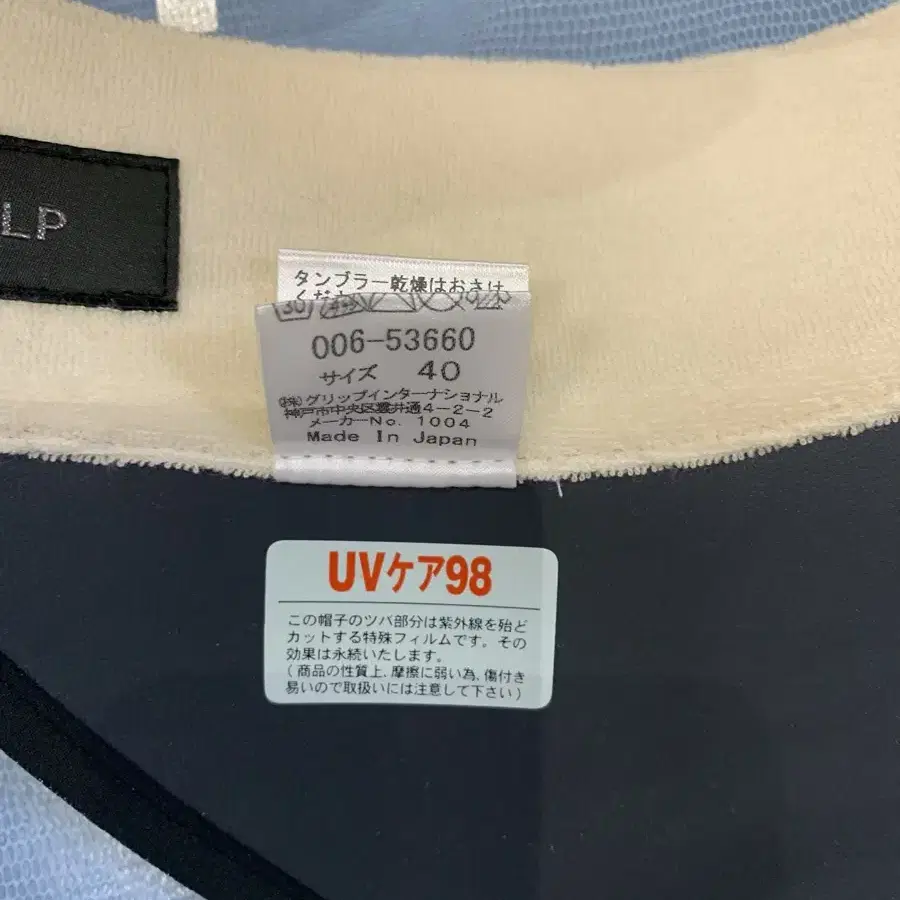 LP
タンブラー乾燥はおさけ
くださ
30
006-53660
サイズ 40
(株)グリップインターナショナル
神戸市中央区雲井通4-2-2
メーカーNo. 1004
Made In Japan
UVケア98
この帽子のツバ部分は紫外線を殆ど
カットする特殊フィルムです。その
効果は永続いたします。
(商品の性質上、摩擦に弱い為、傷付き
易いので取扱いには注意して下さい)